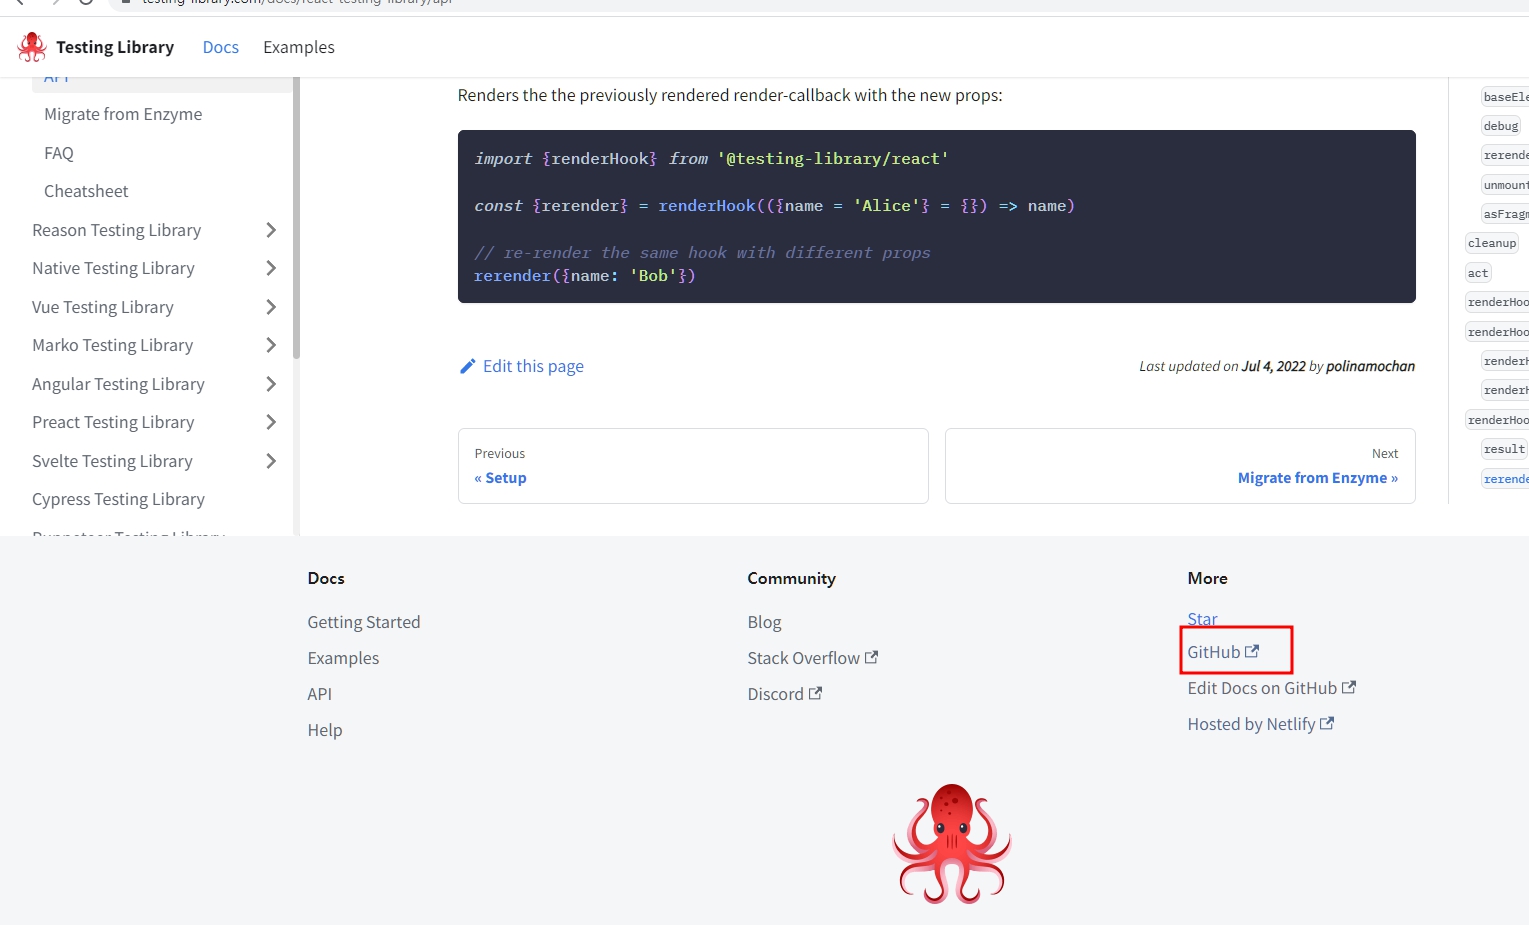 testing-library.com/docs/react-testing-library/api
Testing Library
Docs
Examples
API
Migrate from Enzyme
FAQ
Cheatsheet
Reason Testing Library
Native Testing Library
Vue Testing Library
Marko Testing Library
Angular Testing Library
Preact Testing Library
Svelte Testing Library
Cypress Testing Library
Puppeteer Testing Library
Renders the the previously rendered render-callback with the new props:
import {renderHook} from '@testing-library/react'
const {rerender} = renderHook(({name = 'Alice'} = {}) => name)
// re-render the same hook with different props
rerender({name: 'Bob'})
Edit this page
Last updated on Jul 4, 2022 by polinamochan
Previous
« Setup
Next
Migrate from Enzyme »
baseEle
debug
rerende
unmount
asFragm
cleanup
act
renderHoo
renderHoo
renderH
renderH
renderHoo
result
rerende
Docs
Getting Started
Examples
API
Help
Community
Blog
Stack Overflow
Discord
More
Star
GitHub
Edit Docs on GitHub
Hosted by Netlify